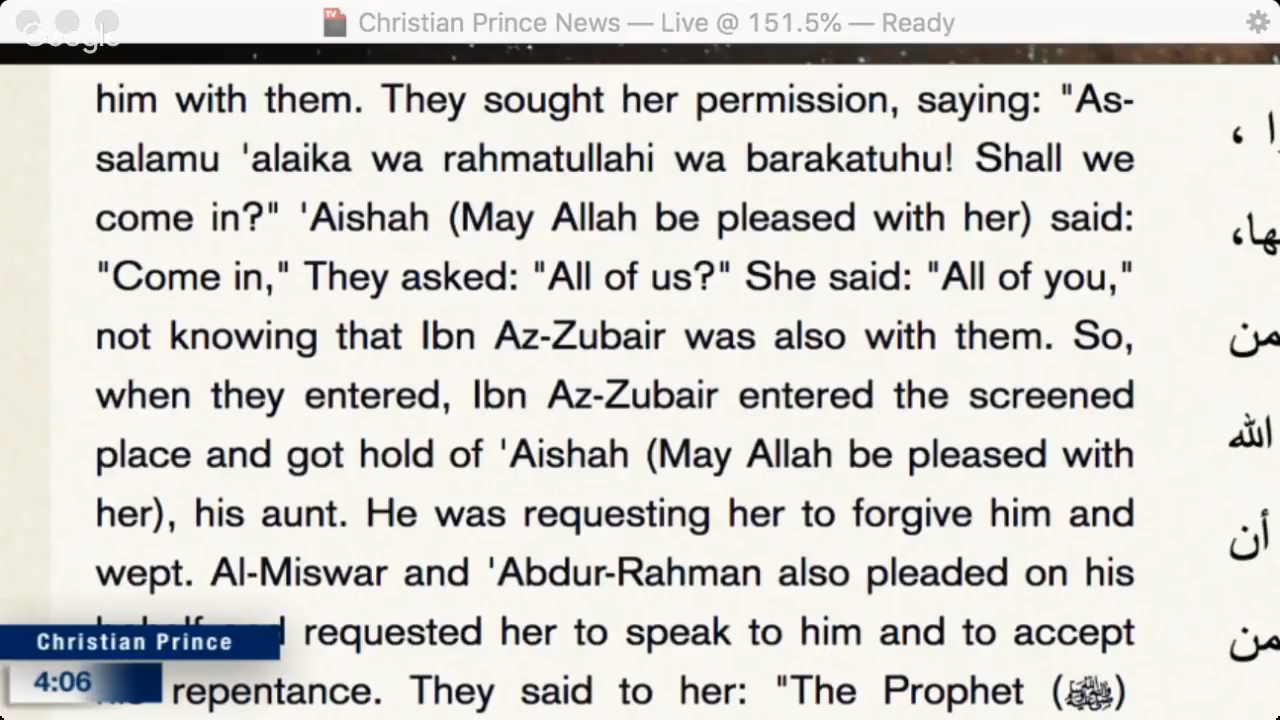 Christian Prince News — Live @ 151.5% — Ready
Google
him with them. They sought her permission, saying: "As-
salamu 'alaika wa rahmatullahi wa barakatuhu! Shall we
come in?" 'Aishah (May Allah be pleased with her) said:
"Come in," They asked: "All of us?" She said: "All of you,"
not knowing that Ibn Az-Zubair was also with them. So,
when they entered, Ibn Az-Zubair entered the screened
place and got hold of 'Aishah (May Allah be pleased with
her), his aunt. He was requesting her to forgive him and
wept. Al-Miswar and 'Abdur-Rahman also pleaded on his
requested her to speak to him and to accept
repentance. They said to her: "The Prophet (ﷺ)
من
الله
أن
من
Christian Prince
4:06